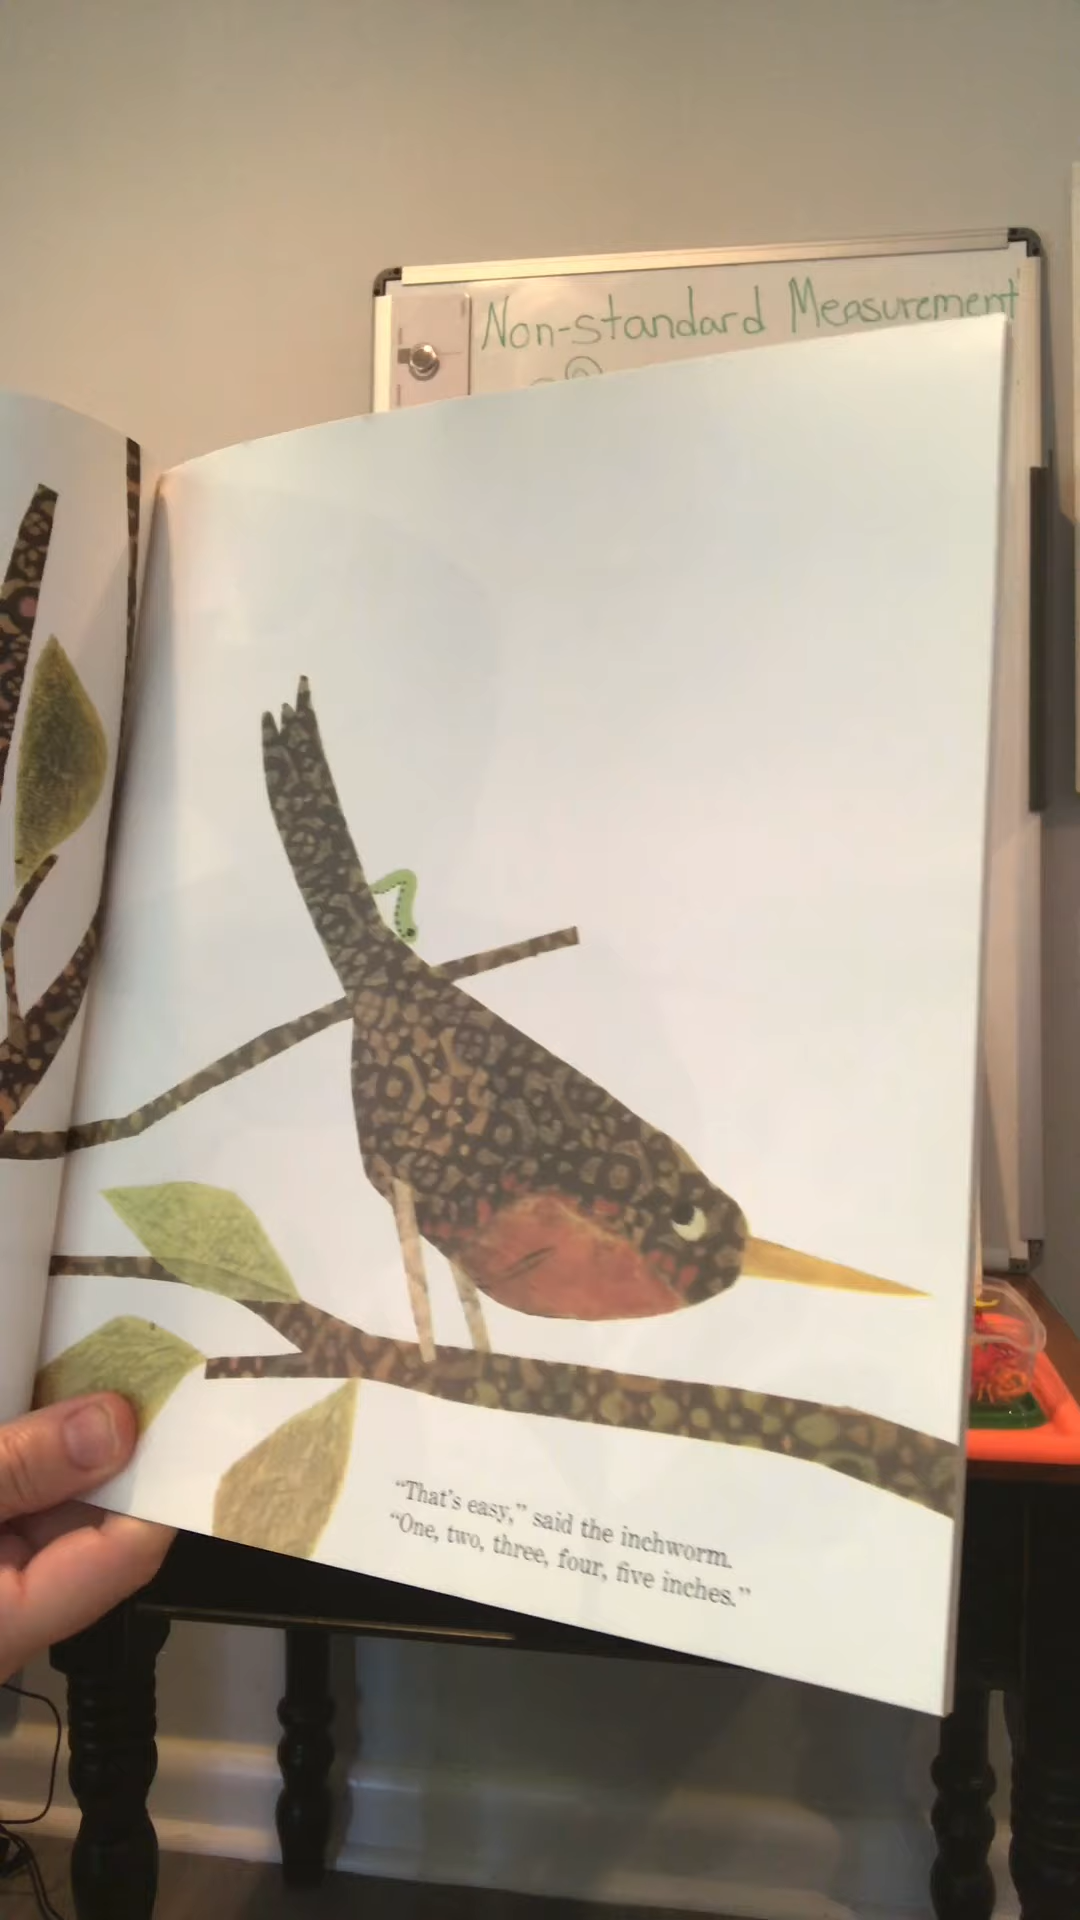 Non-standard Measurement
“That’s easy,” said the inchworm.
“One, two, three, four, five inches.”